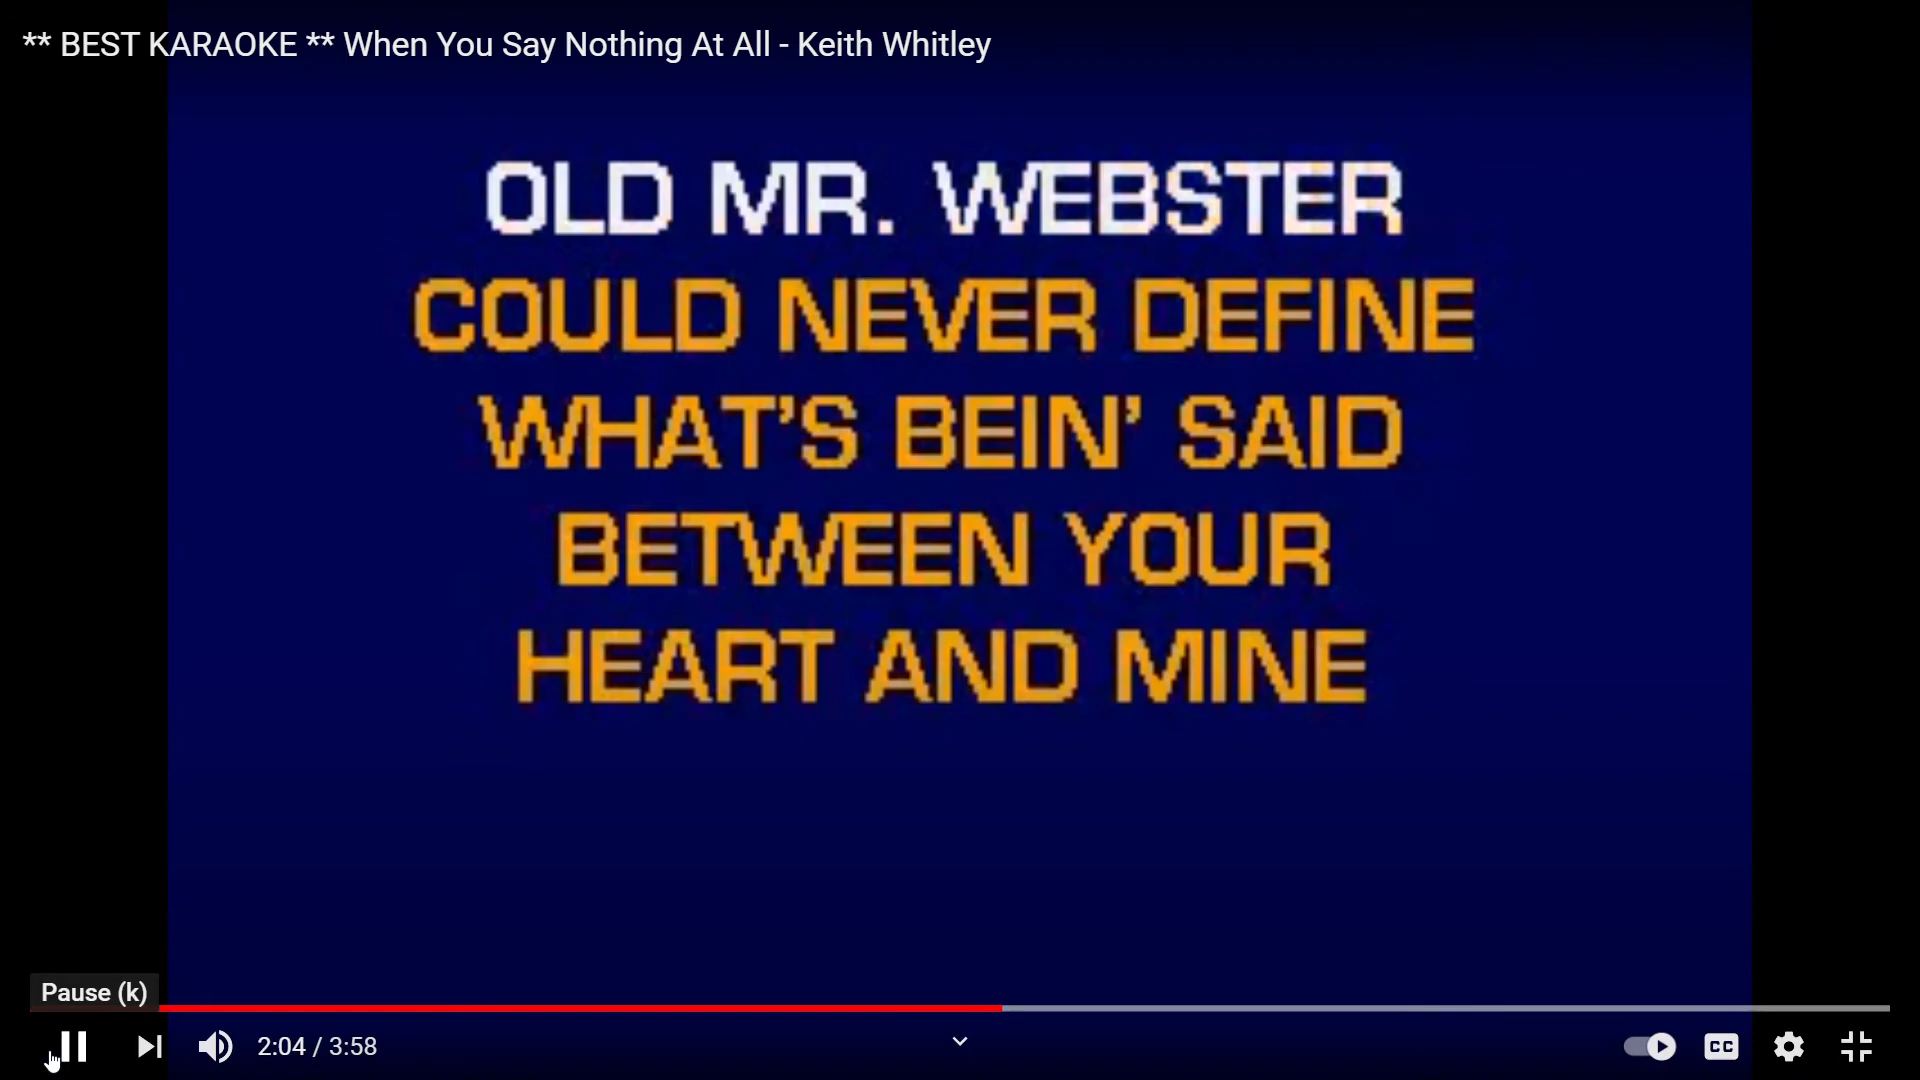 ** BEST KARAOKE ** When You Say Nothing At All - Keith Whitley
OLD MR. WEBSTER
COULD NEVER DEFINE
WHAT'S BEIN' SAID
BETWEEN YOUR
HEART AND MINE
Pause (k)
2:04 / 3:58
CC